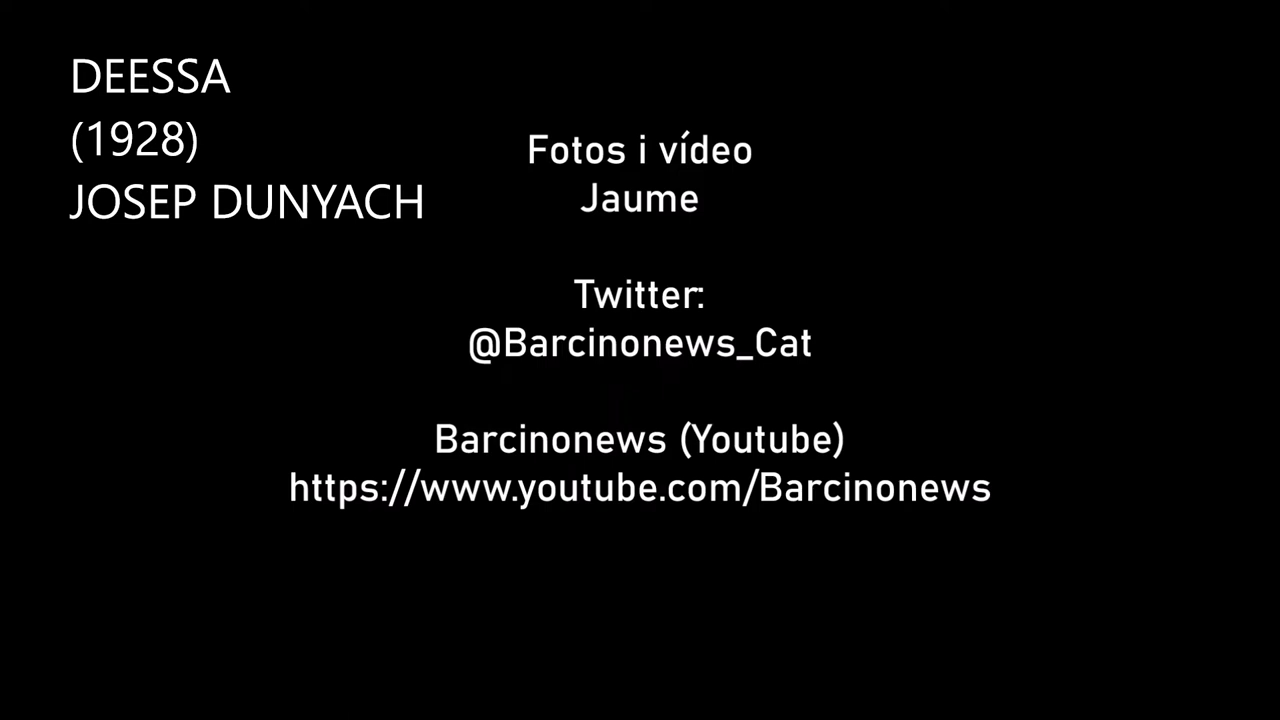 DEESSA
(1928)
JOSEP DUNYACH
Fotos i vídeo
Jaume
Twitter:
@Barcinonews_Cat
Barcinonews (Youtube)
https://www.youtube.com/Barcinonews